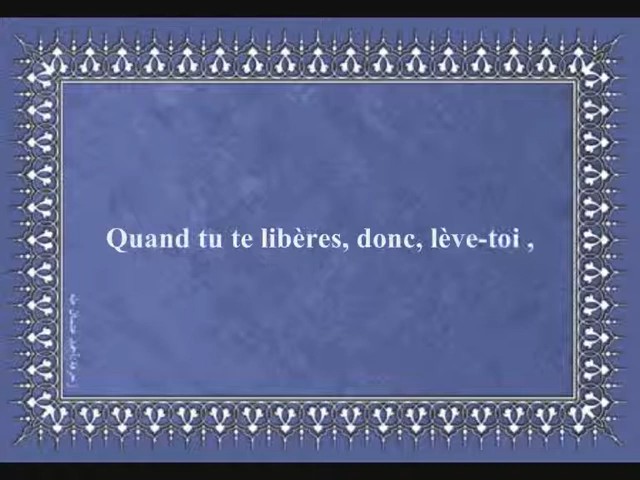 Quand tu te libères, donc, lève-toi ,